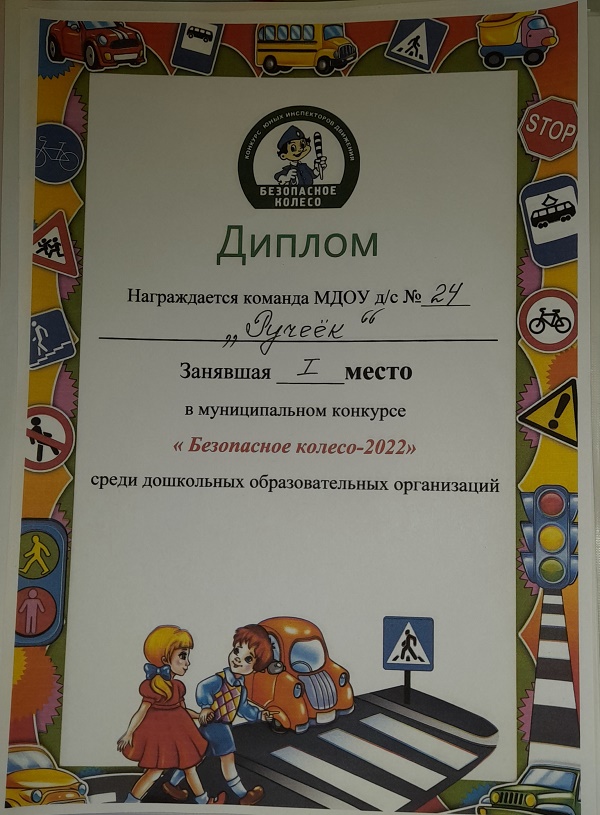 STOP
КОНКУРС ЮНЫХ ИНСПЕКТОРОВ ДВИЖЕНИЯ
БЕЗОПАСНОЕ
КОЛЕСО
Диплом
Награждается команда МДОУ д/с № 24
„Ручеёк“
Занявшая I место
в муниципальном конкурсе
« Безопасное колесо-2022»
среди дошкольных образовательных организаций